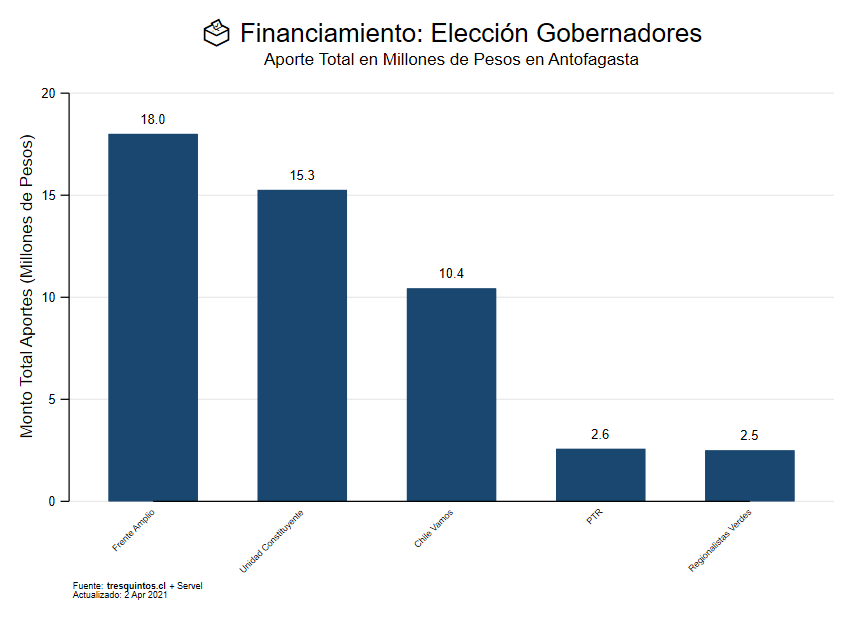 Financiamiento: Elección Gobernadores
Aporte Total en Millones de Pesos en Antofagasta
Monto Total Aportes (Millones de Pesos)
20
15
10
5
0
18.0
15.3
10.4
2.6
2.5
Frente Amplio
Unidad Constituyente
Chile Vamos
PTR
Regionalistas Verdes
Fuente: tresquintos.cl + Servel
Actualizado: 2 Apr 2021